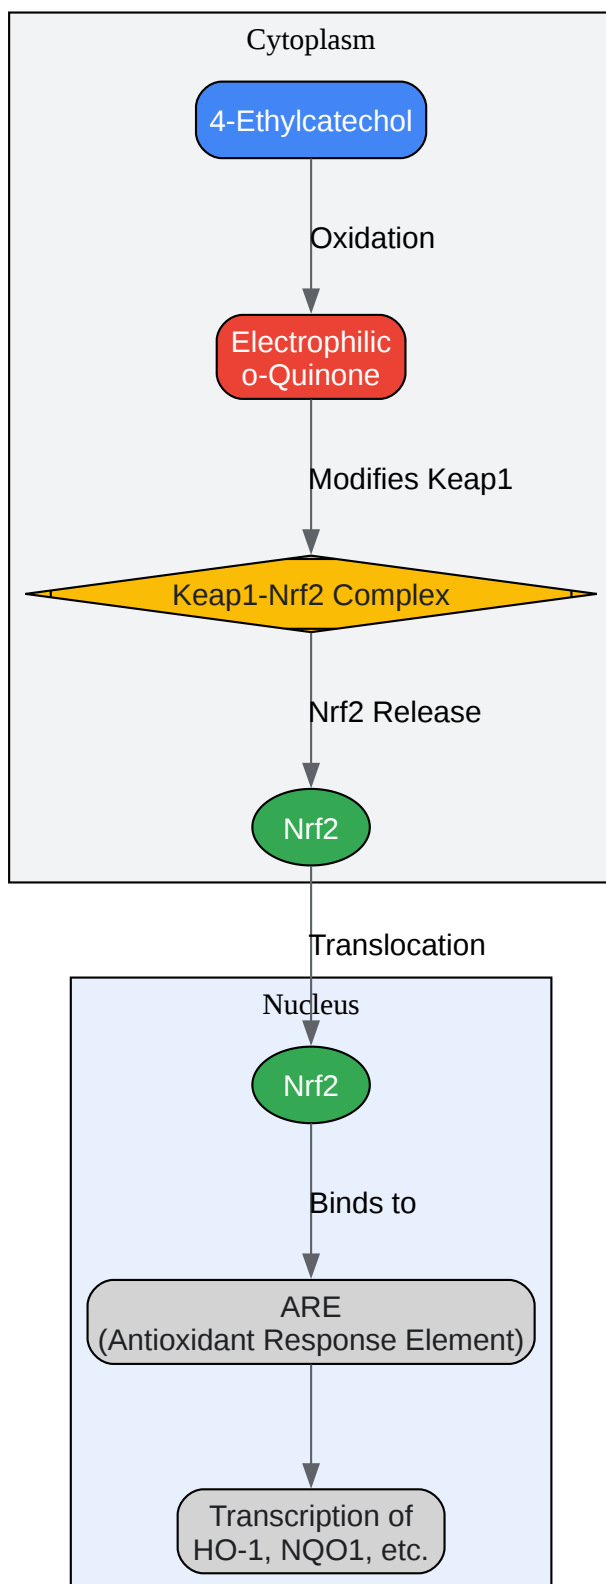 Cytoplasm
4-Ethylcatechol
Oxidation
Electrophilic
o-Quinone
Modifies Keap1
Keap1-Nrf2 Complex
Nrf2 Release
Nrf2
Translocation
Nucleus
Nrf2
Binds to
ARE
(Antioxidant Response Element)
Transcription of
HO-1, NQO1, etc.